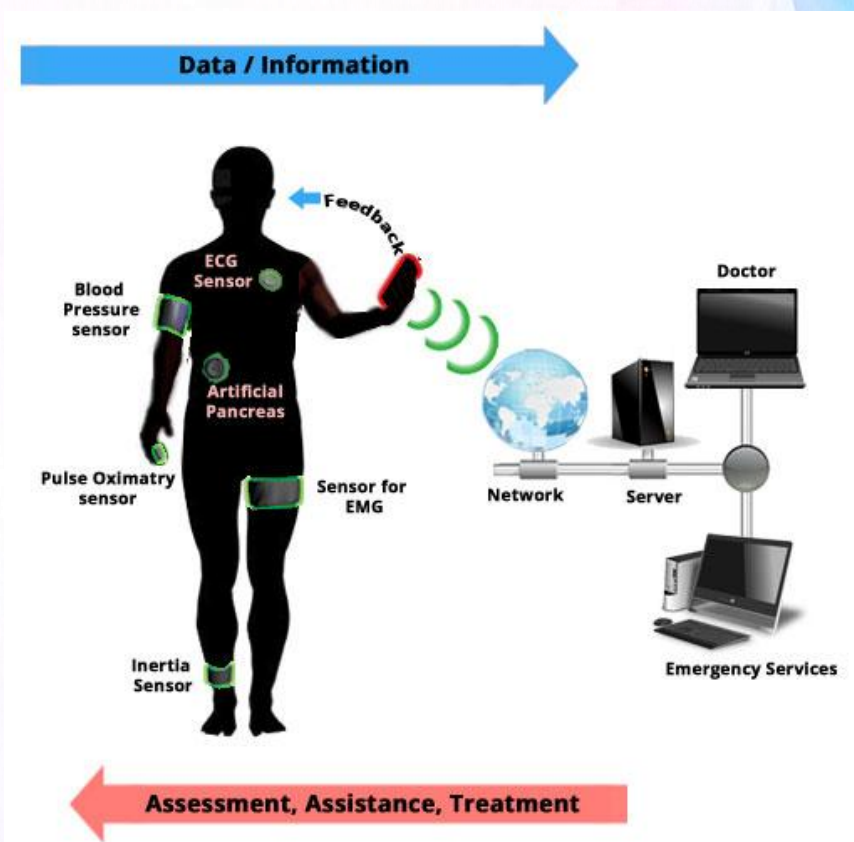 Data / Information
Feedback
ECG
Sensor
Blood
Pressure
sensor
Doctor
Artificial
Pancreas
Pulse Oximatry
sensor
Sensor for
EMG
Network
Server
Inertia
Sensor
Emergency Services
Assessment, Assistance, Treatment